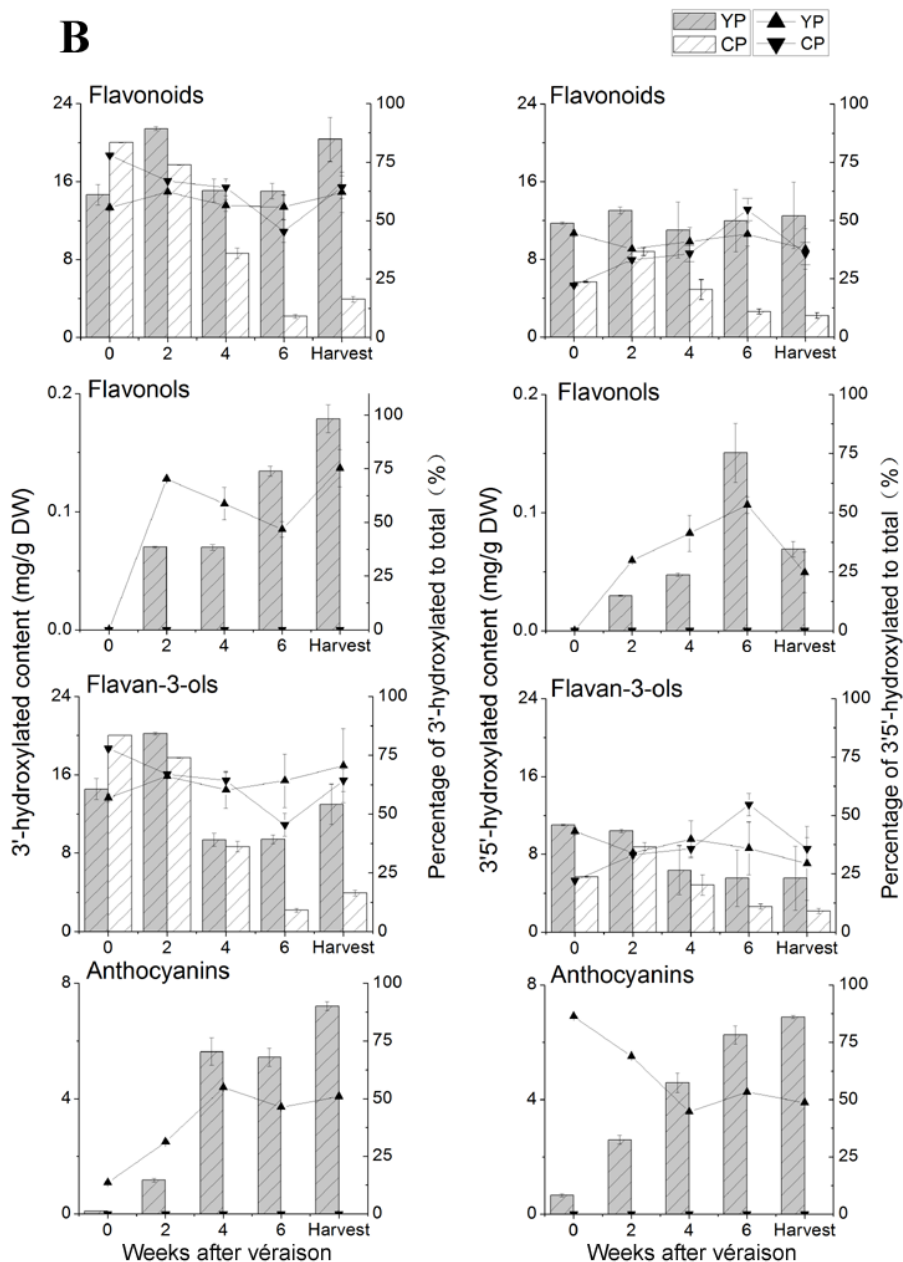 B
YP YP
CP CP
Flavonoids
24
16
8
0
100
75
50
25
0
0 2 4 6 Harvest
Flavonoids
24
16
8
0
100
75
50
25
0
0 2 4 6 Harvest
Flavonols
0.2
0.1
0.0
100
75
50
25
0
0 2 4 6 Harvest
Flavonols
0.2
0.1
0.0
100
75
50
25
0
0 2 4 6 Harvest
3'-hydroxylated content (mg/g DW)
Percentage of 3'-hydroxylated to total（%）
3'5'-hydroxylated content (mg/g DW)
Percentage of 3'5'-hydroxylated to total（%）
Flavan-3-ols
24
16
8
0
100
75
50
25
0
0 2 4 6 Harvest
Flavan-3-ols
24
16
8
0
100
75
50
25
0
0 2 4 6 Harvest
Anthocyanins
8
4
0
100
75
50
25
0
0 2 4 6 Harvest
Weeks after véraison
Anthocyanins
8
4
0
100
75
50
25
0
0 2 4 6 Harvest
Weeks after véraison